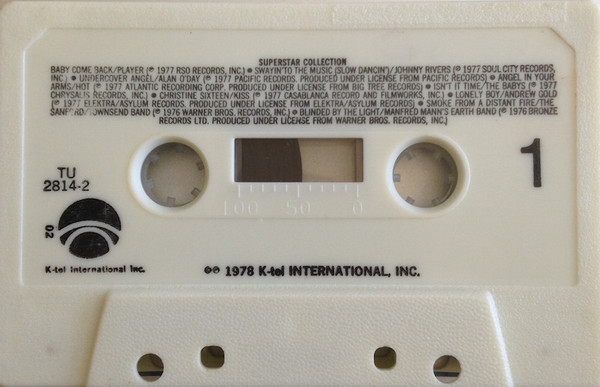 SUPERSTAR COLLECTION
BABY COME BACK/PLAYER (℗ 1977 RSO RECORDS, INC.) ● SWAYIN'TO THE MUSIC (SLOW DANCIN')/JOHNNY RIVERS (℗ 1977 SOUL CITY RECORDS,
INC.) ● UNDERCOVER ANGEL/ALAN O'DAY (℗ 1977 PACIFIC RECORDS. PRODUCED UNDER LICENSE FROM PACIFIC RECORDS) ● ANGEL IN YOUR
ARMS/HOT (℗ 1977 ATLANTIC RECORDING CORP. PRODUCED UNDER LICENSE FROM BIG TREE RECORDS) ● ISN'T IT TIME/THE BABYS (℗ 1977
CHRYSALIS RECORDS, INC.) ● CHRISTINE SIXTEEN/KISS (℗ 1977 CASABLANCA RECORD AND FILMWORKS, INC.) ● LONELY BOY/ANDREW GOLD
(℗ 1977 ELEKTRA/ASYLUM RECORDS. PRODUCED UNDER LICENSE FROM ELEKTRA/ASYLUM RECORDS) ● SMOKE FROM A DISTANT FIRE/THE
SANFORD/TOWNSEND BAND (℗ 1976 WARNER BROS. RECORDS, INC.) ● BLINDED BY THE LIGHT/MANFRED MANN'S EARTH BAND (℗ 1976 BRONZE
RECORDS LTD. PRODUCED UNDER LICENSE FROM WARNER BROS. RECORDS, INC.)
TU
2814-2
1
100 50 0
02
K-tel International Inc.
℗© 1978 K-tel INTERNATIONAL, INC.